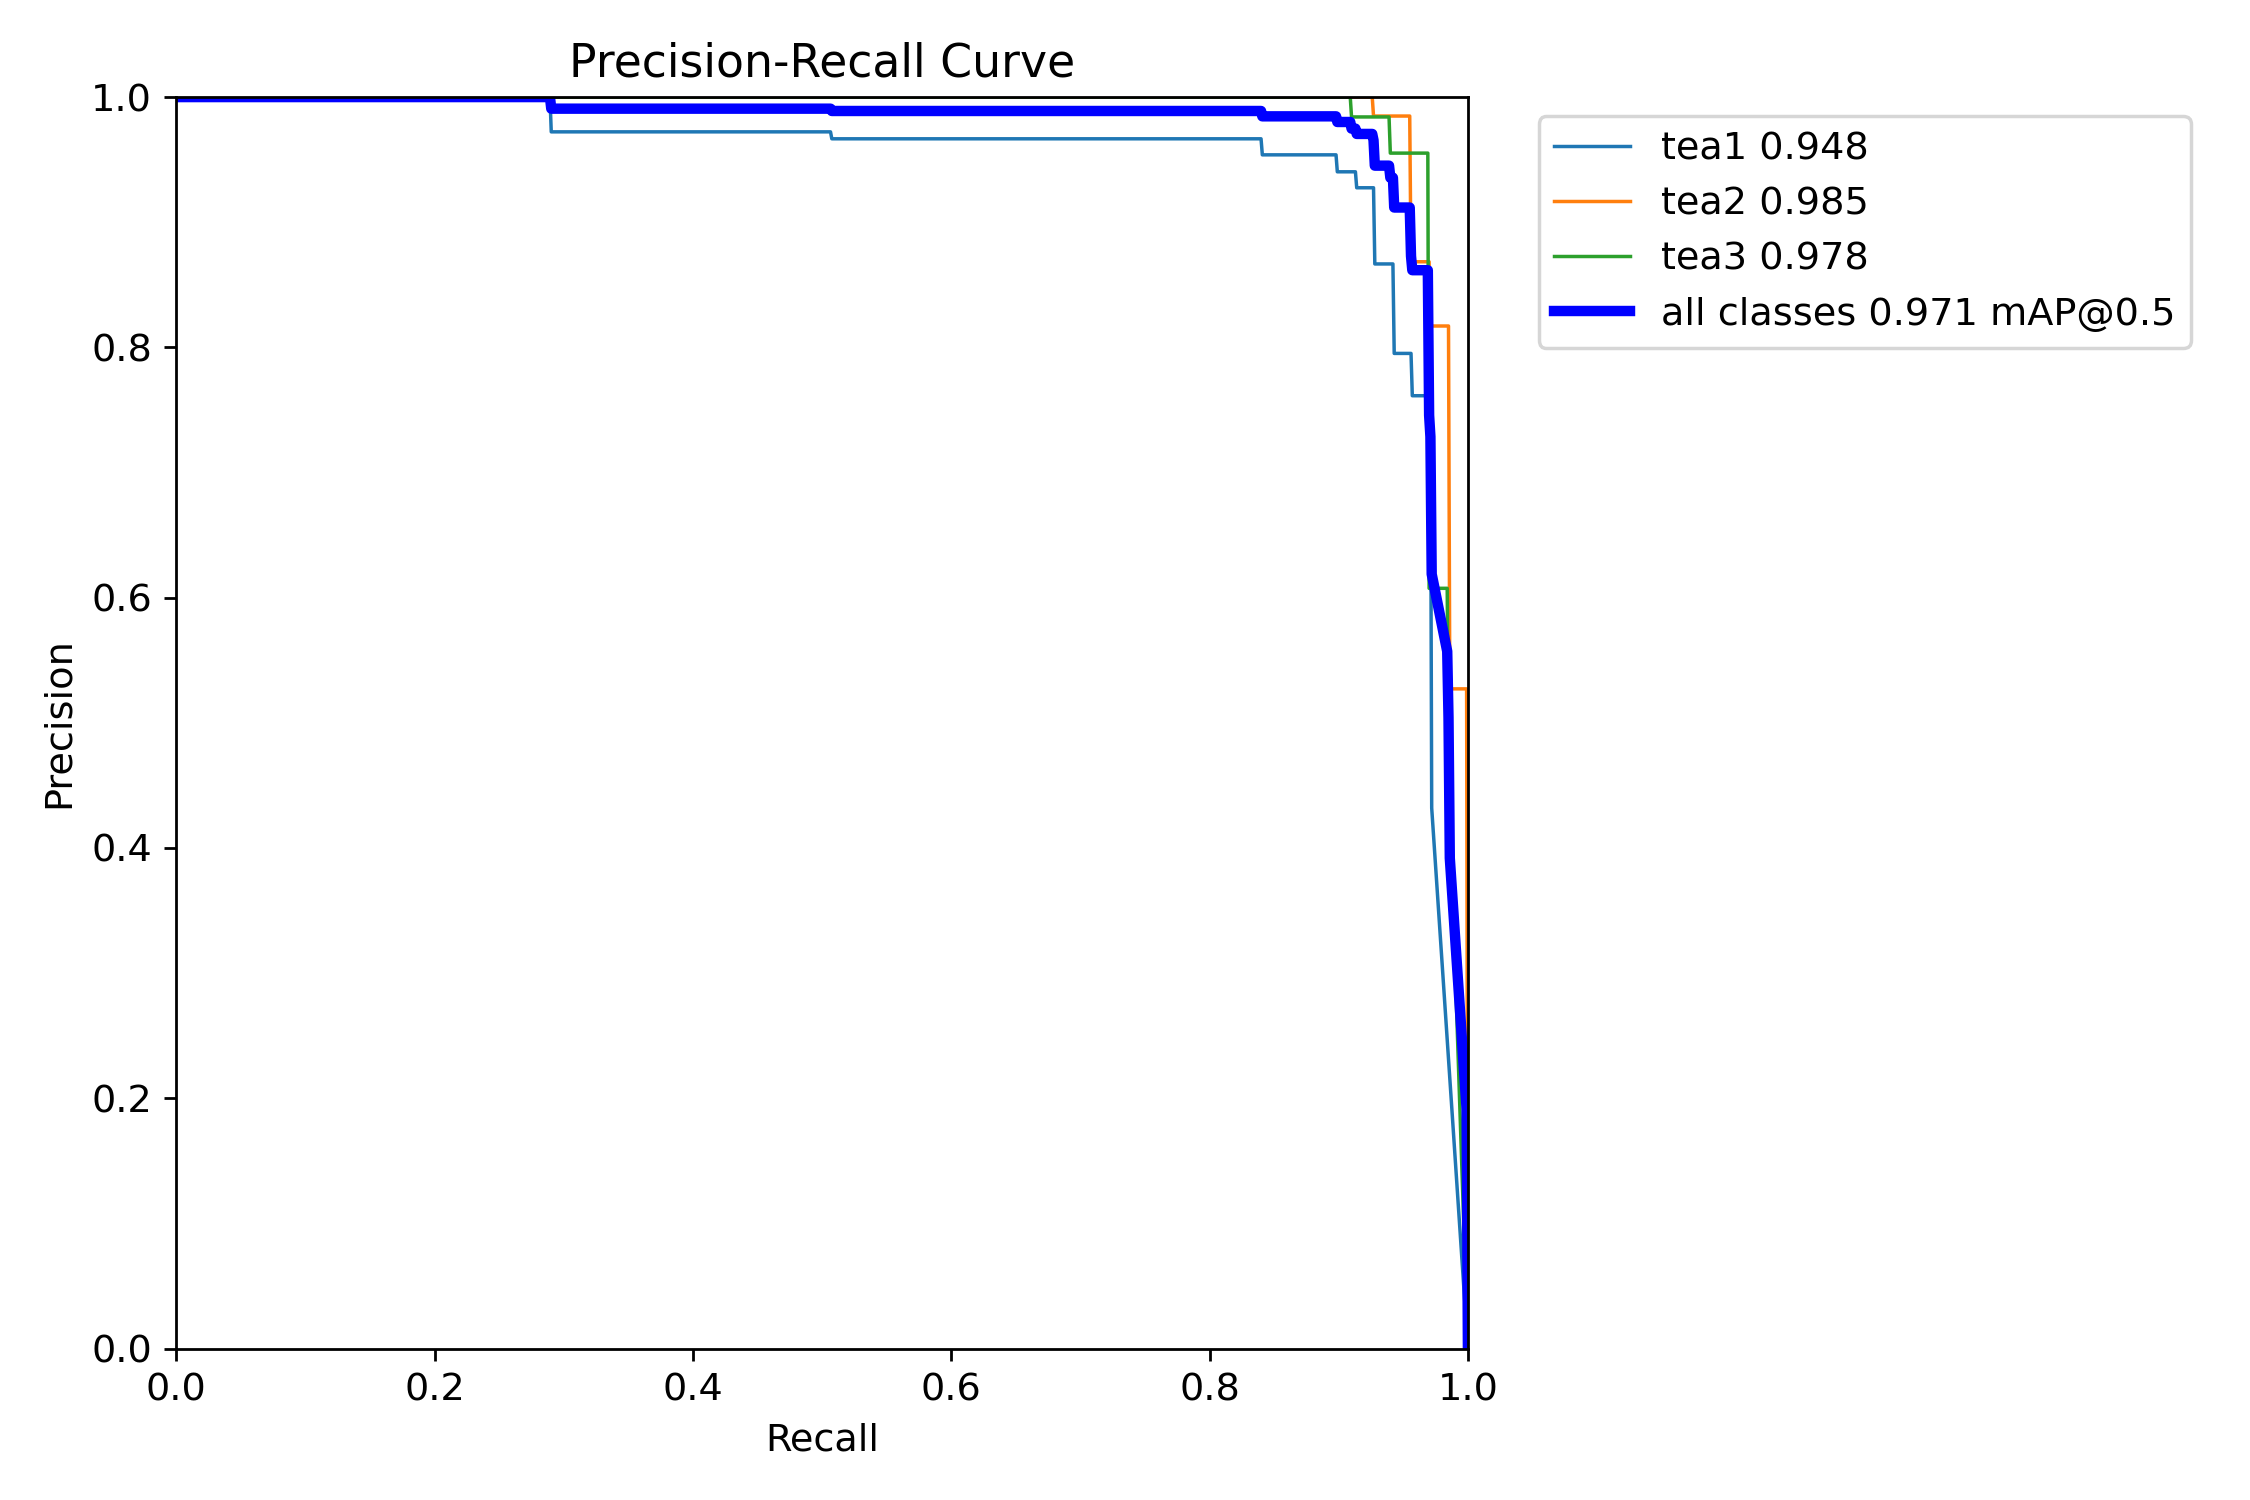 Precision-Recall Curve
1.0
0.8
0.6
0.4
0.2
0.0
Precision
0.0 0.2 0.4 0.6 0.8 1.0
Recall
tea1 0.948
tea2 0.985
tea3 0.978
all classes 0.971 mAP@0.5